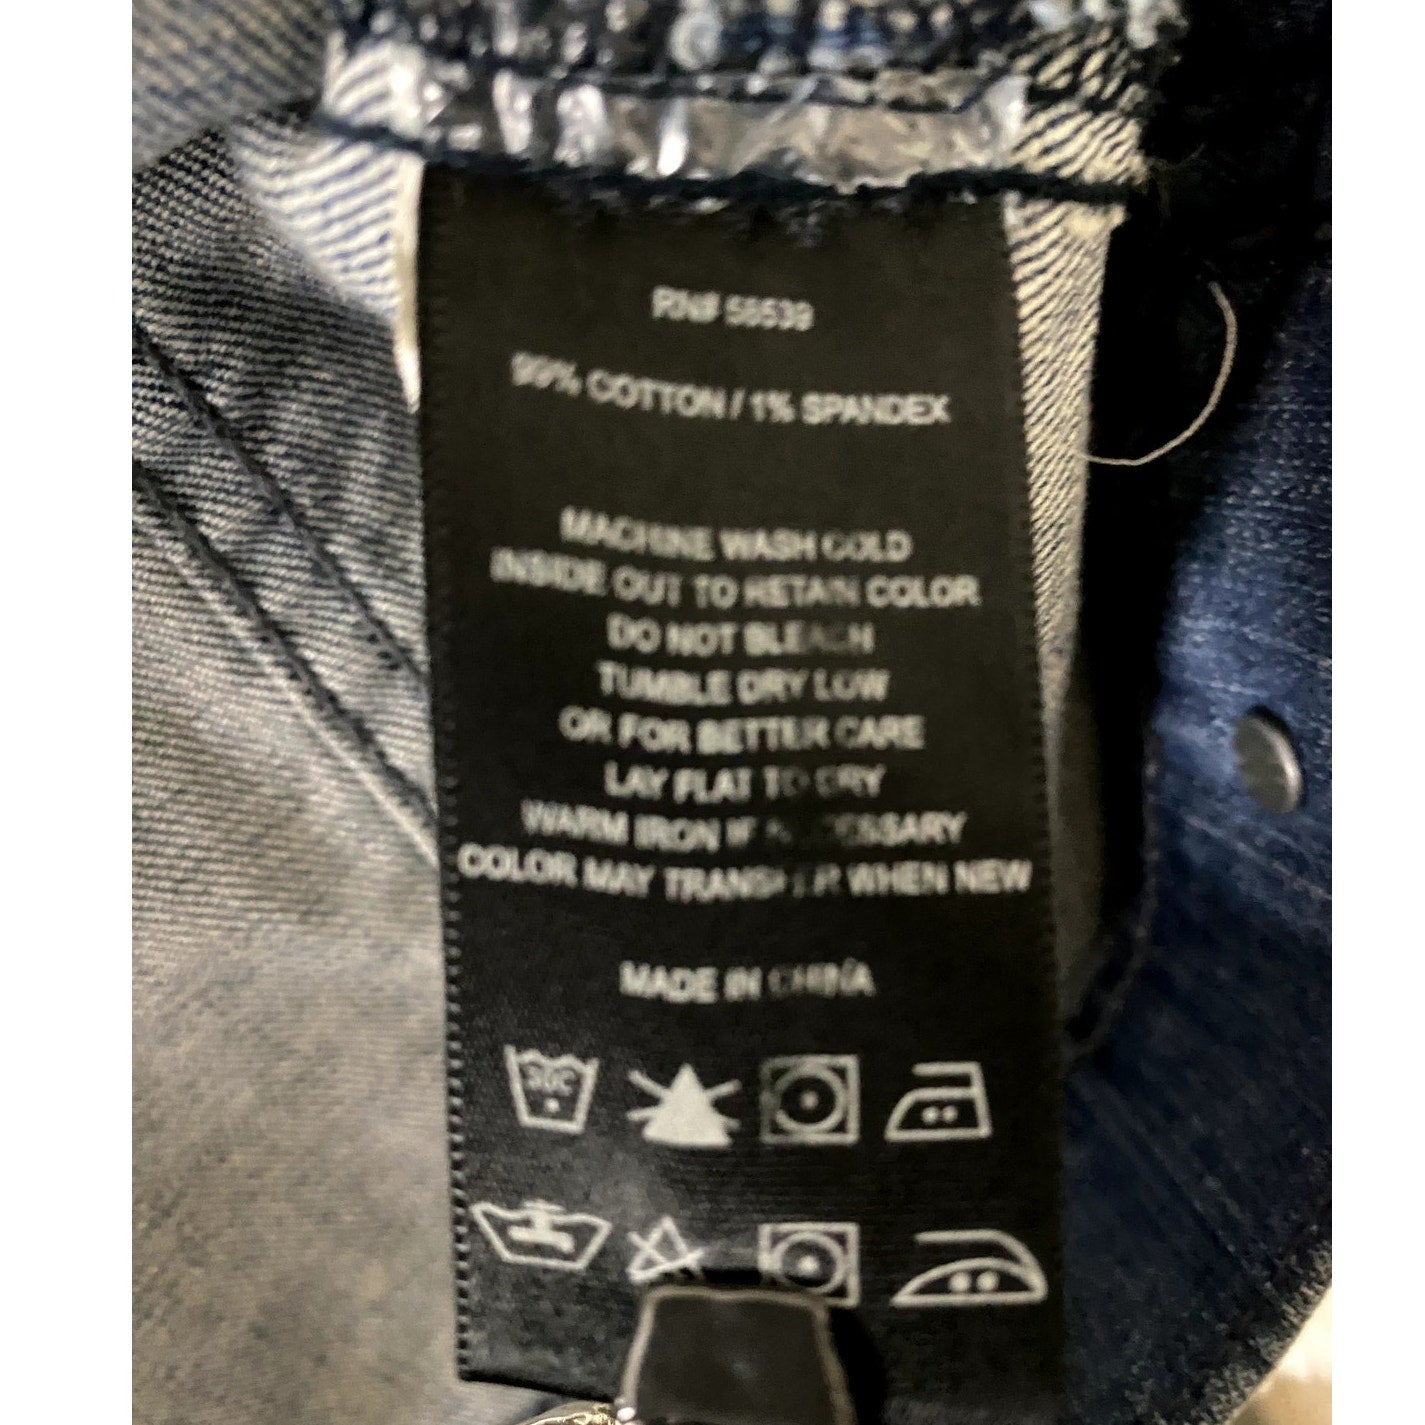 RN# 58539
99% COTTON / 1% SPANDEX
MACHINE WASH COLD
INSIDE OUT TO RETAIN COLOR
DO NOT BLEACH
TUMBLE DRY LOW
OR FOR BETTER CARE
LAY FLAT TO DRY
WARM IRON IF NECESSARY
COLOR MAY TRANSFER WHEN NEW
MADE IN CHINA